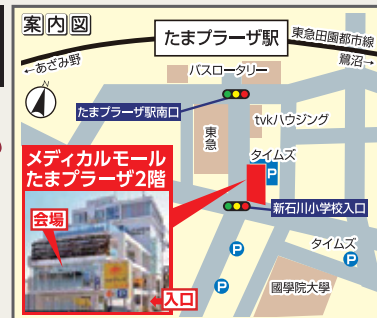 案内図
たまプラーザ駅
東急田園都市線
←あざみ野
鷺沼→
バスロータリー
たまプラーザ駅南口
東急
tvkハウジング
タイムズ
P
メディカルモール
たまプラーザ2階
会場
新石川小学校入口
P
タイムズ
P
P
入口
國學院大學